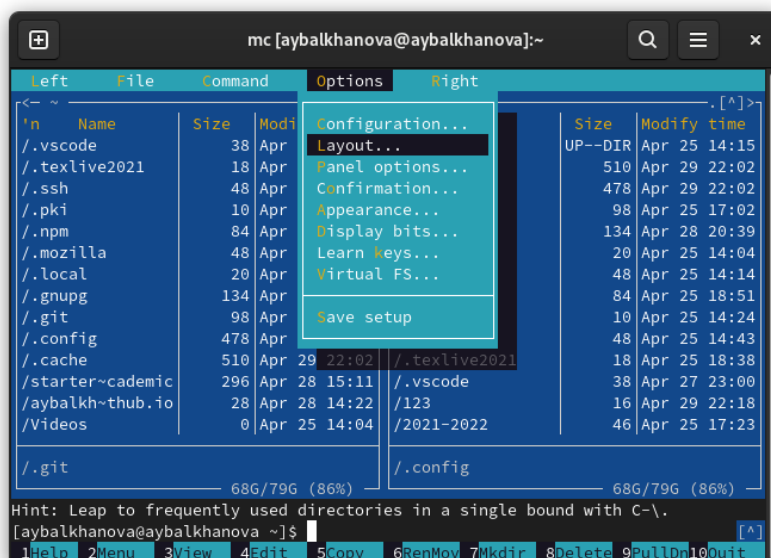 mc [aybalkhanova@aybalkhanova]:~
Left File Command Options Right
<— ~ .[^]>
'n Name Size Modi Size Modify time
/.vscode 38 Apr Configuration... UP--DIR Apr 25 14:15
/.texlive2021 18 Apr Layout... 510 Apr 29 22:02
/.ssh 48 Apr Panel options... 478 Apr 29 22:02
/.pki 10 Apr Confirmation... 98 Apr 25 17:02
/.npm 84 Apr Appearance... 134 Apr 28 20:39
/.mozilla 48 Apr Display bits... 20 Apr 25 14:04
/.local 20 Apr Learn keys... 48 Apr 25 14:14
/.gnupg 134 Apr Virtual FS... 84 Apr 25 18:51
/.git 98 Apr 10 Apr 25 14:24
/.config 478 Apr Save setup 48 Apr 25 14:43
/.cache 510 Apr 29 22:02 /.texlive2021 18 Apr 25 18:38
/starter~cademic 296 Apr 28 15:11 /.vscode 38 Apr 27 23:00
/aybalkh~thub.io 28 Apr 28 14:22 /123 16 Apr 29 22:18
/Videos 0 Apr 25 14:04 /2021-2022 46 Apr 25 17:23
/.git /.config
68G/79G (86%) 68G/79G (86%)
Hint: Leap to frequently used directories in a single bound with C-\.
[aybalkhanova@aybalkhanova ~]$ [^]
1Help 2Menu 3View 4Edit 5Copy 6RenMov 7Mkdir 8Delete 9PullDn 10Quit